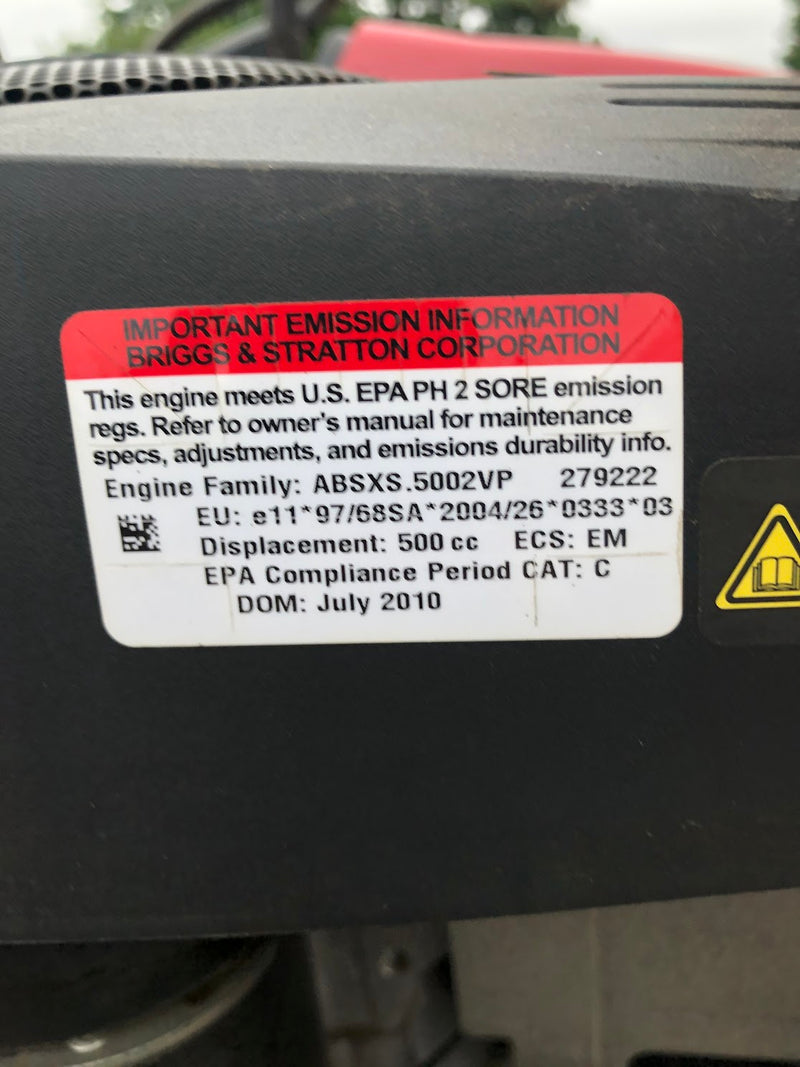 IMPORTANT EMISSION INFORMATION
BRIGGS & STRATTON CORPORATION
This engine meets U.S. EPA PH 2 SORE emission
regs. Refer to owner's manual for maintenance
specs, adjustments, and emissions durability info.
Engine Family: ABSXS.5002VP 279222
EU: e11*97/68SA*2004/26*0333*03
Displacement: 500 cc ECS: EM
EPA Compliance Period CAT: C
DOM: July 2010